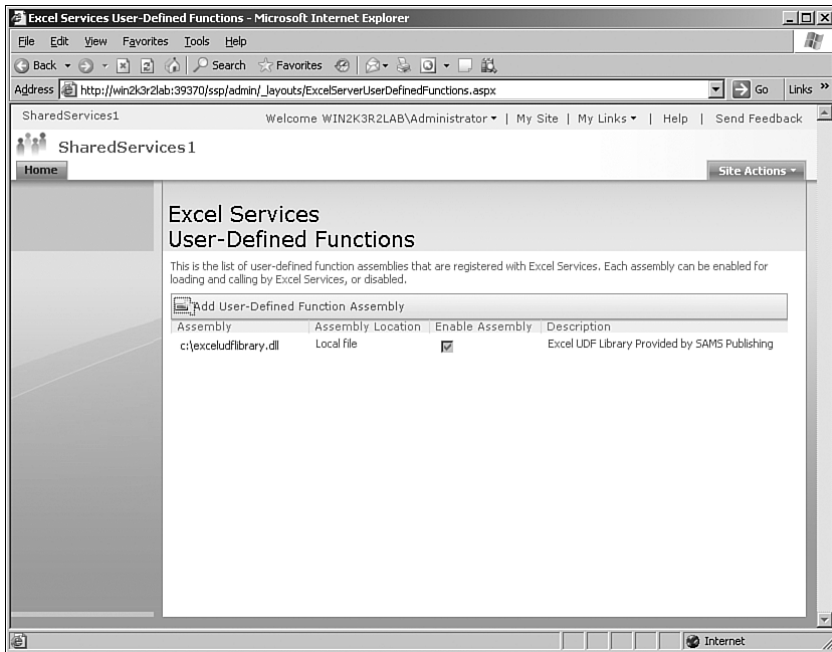 Excel Services User-Defined Functions - Microsoft Internet Explorer
File Edit View Favorites Tools Help
Back Search Favorites
Address http://win2k3r2lab:39370/ssp/admin/_layouts/ExcelServerUserDefinedFunctions.aspx Go Links »
SharedServices1 Welcome WIN2K3R2LAB\Administrator | My Site | My Links | Help | Send Feedback
SharedServices1
Home Site Actions
Excel Services
User-Defined Functions
This is the list of user-defined function assemblies that are registered with Excel Services. Each assembly can be enabled for
loading and calling by Excel Services, or disabled.
Add User-Defined Function Assembly
Assembly Assembly Location Enable Assembly Description
c:\exceludflibrary.dll Local file Excel UDF Library Provided by SAMS Publishing
Internet